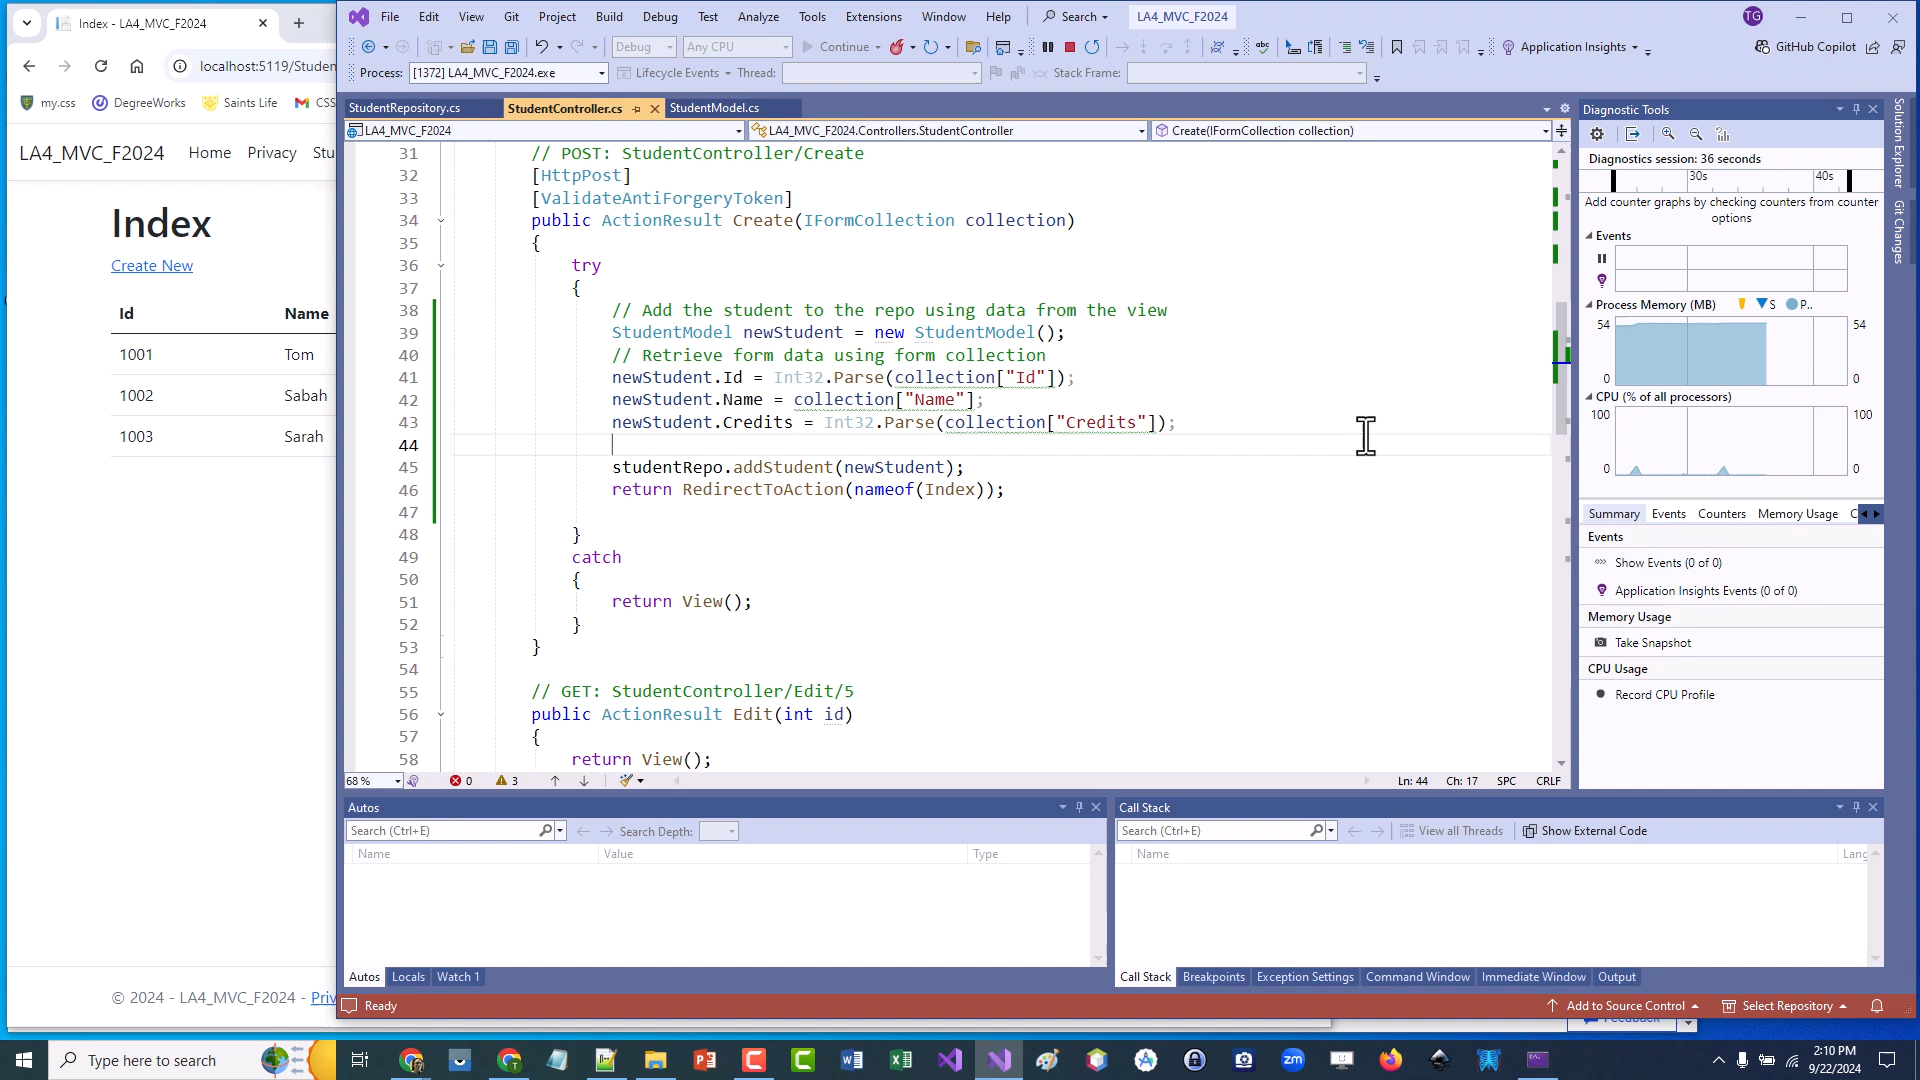 Index - LA4_MVC_F2024
localhost:5119/Studen
my.css
DegreeWorks
Saints Life
CSS
LA4_MVC_F2024
Home
Privacy
Stu
Index
Create New
Id Name
1001 Tom
1002 Sabah
1003 Sarah
© 2024 - LA4_MVC_F2024 - Priv
File Edit View Git Project Build Debug Test Analyze Tools Extensions Window Help Search LA4_MVC_F2024 TG
Debug Any CPU Continue Application Insights GitHub Copilot
Process: [1372] LA4_MVC_F2024.exe Lifecycle Events Thread: Stack Frame:
StudentRepository.cs StudentController.cs StudentModel.cs
LA4_MVC_F2024 LA4_MVC_F2024.Controllers.StudentController Create(IFormCollection collection)
31 // POST: StudentController/Create
32 [HttpPost]
33 [ValidateAntiForgeryToken]
34 public ActionResult Create(IFormCollection collection)
35 {
36 try
37 {
38 // Add the student to the repo using data from the view
39 StudentModel newStudent = new StudentModel();
40 // Retrieve form data using form collection
41 newStudent.Id = Int32.Parse(collection["Id"]);
42 newStudent.Name = collection["Name"];
43 newStudent.Credits = Int32.Parse(collection["Credits"]);
44
45 studentRepo.addStudent(newStudent);
46 return RedirectToAction(nameof(Index));
47
48 }
49 catch
50 {
51 return View();
52 }
53 }
54
55 // GET: StudentController/Edit/5
56 public ActionResult Edit(int id)
57 {
58 return View();
68 % 0 3 Ln: 44 Ch: 17 SPC CRLF
Diagnostic Tools
Diagnostics session: 36 seconds
30s 40s
Add counter graphs by checking counters from counter
options
Events
Process Memory (MB) S P..
54 54
0 0
CPU (% of all processors)
100 100
0 0
Summary Events Counters Memory Usage C
Events
Show Events (0 of 0)
Application Insights Events (0 of 0)
Memory Usage
Take Snapshot
CPU Usage
Record CPU Profile
Solution Explorer
Git Changes
Autos
Search (Ctrl+E) Search Depth:
Name Value Type
Autos Locals Watch 1
Call Stack
Search (Ctrl+E) View all Threads Show External Code
Name Lang
Call Stack Breakpoints Exception Settings Command Window Immediate Window Output
Ready Add to Source Control Select Repository
Feedback
Type here to search
zm
2:10 PM
9/22/2024